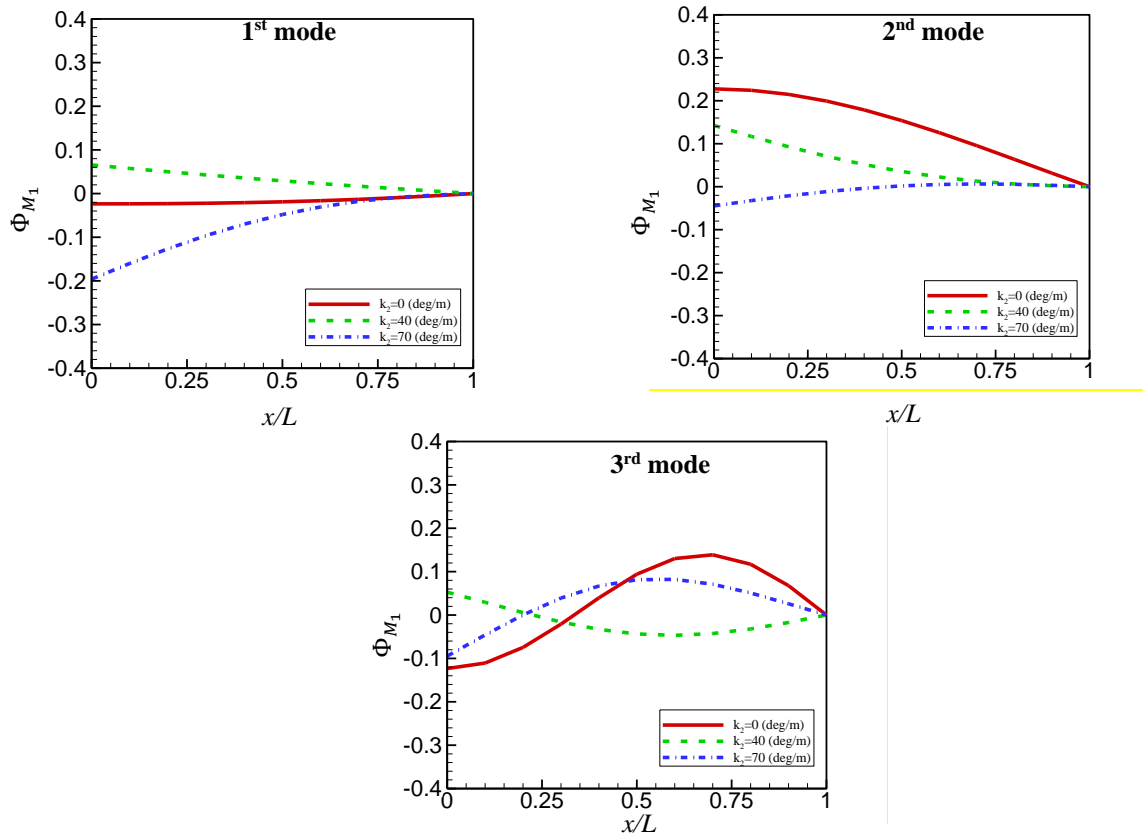 1st mode
0.4
0.3
0.2
0.1
0
-0.1
-0.2
-0.3
-0.4
ΦM1
k2=0 (deg/m)
k2=40 (deg/m)
k2=70 (deg/m)
0 0.25 0.5 0.75 1
x/L
2nd mode
0.4
0.3
0.2
0.1
0
-0.1
-0.2
-0.3
-0.4
ΦM1
k2=0 (deg/m)
k2=40 (deg/m)
k2=70 (deg/m)
0 0.25 0.5 0.75 1
x/L
3rd mode
0.4
0.3
0.2
0.1
0
-0.1
-0.2
-0.3
-0.4
ΦM1
k2=0 (deg/m)
k2=40 (deg/m)
k2=70 (deg/m)
0 0.25 0.5 0.75 1
x/L